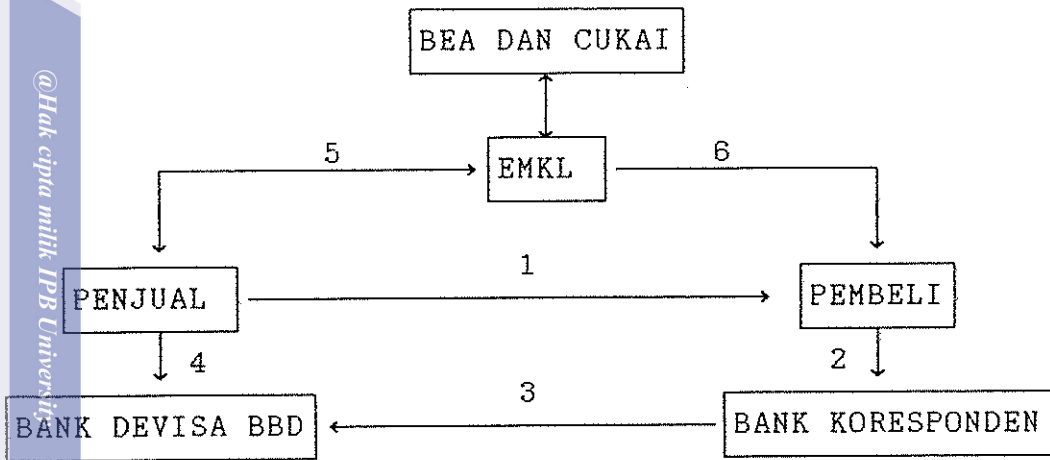 BEA DAN CUKAI
5
EMKL
6
1
PENJUAL
PEMBELI
4
2
3
BANK DEVISA BBD
BANK KORESPONDEN
@Hak cipta milik IPB University